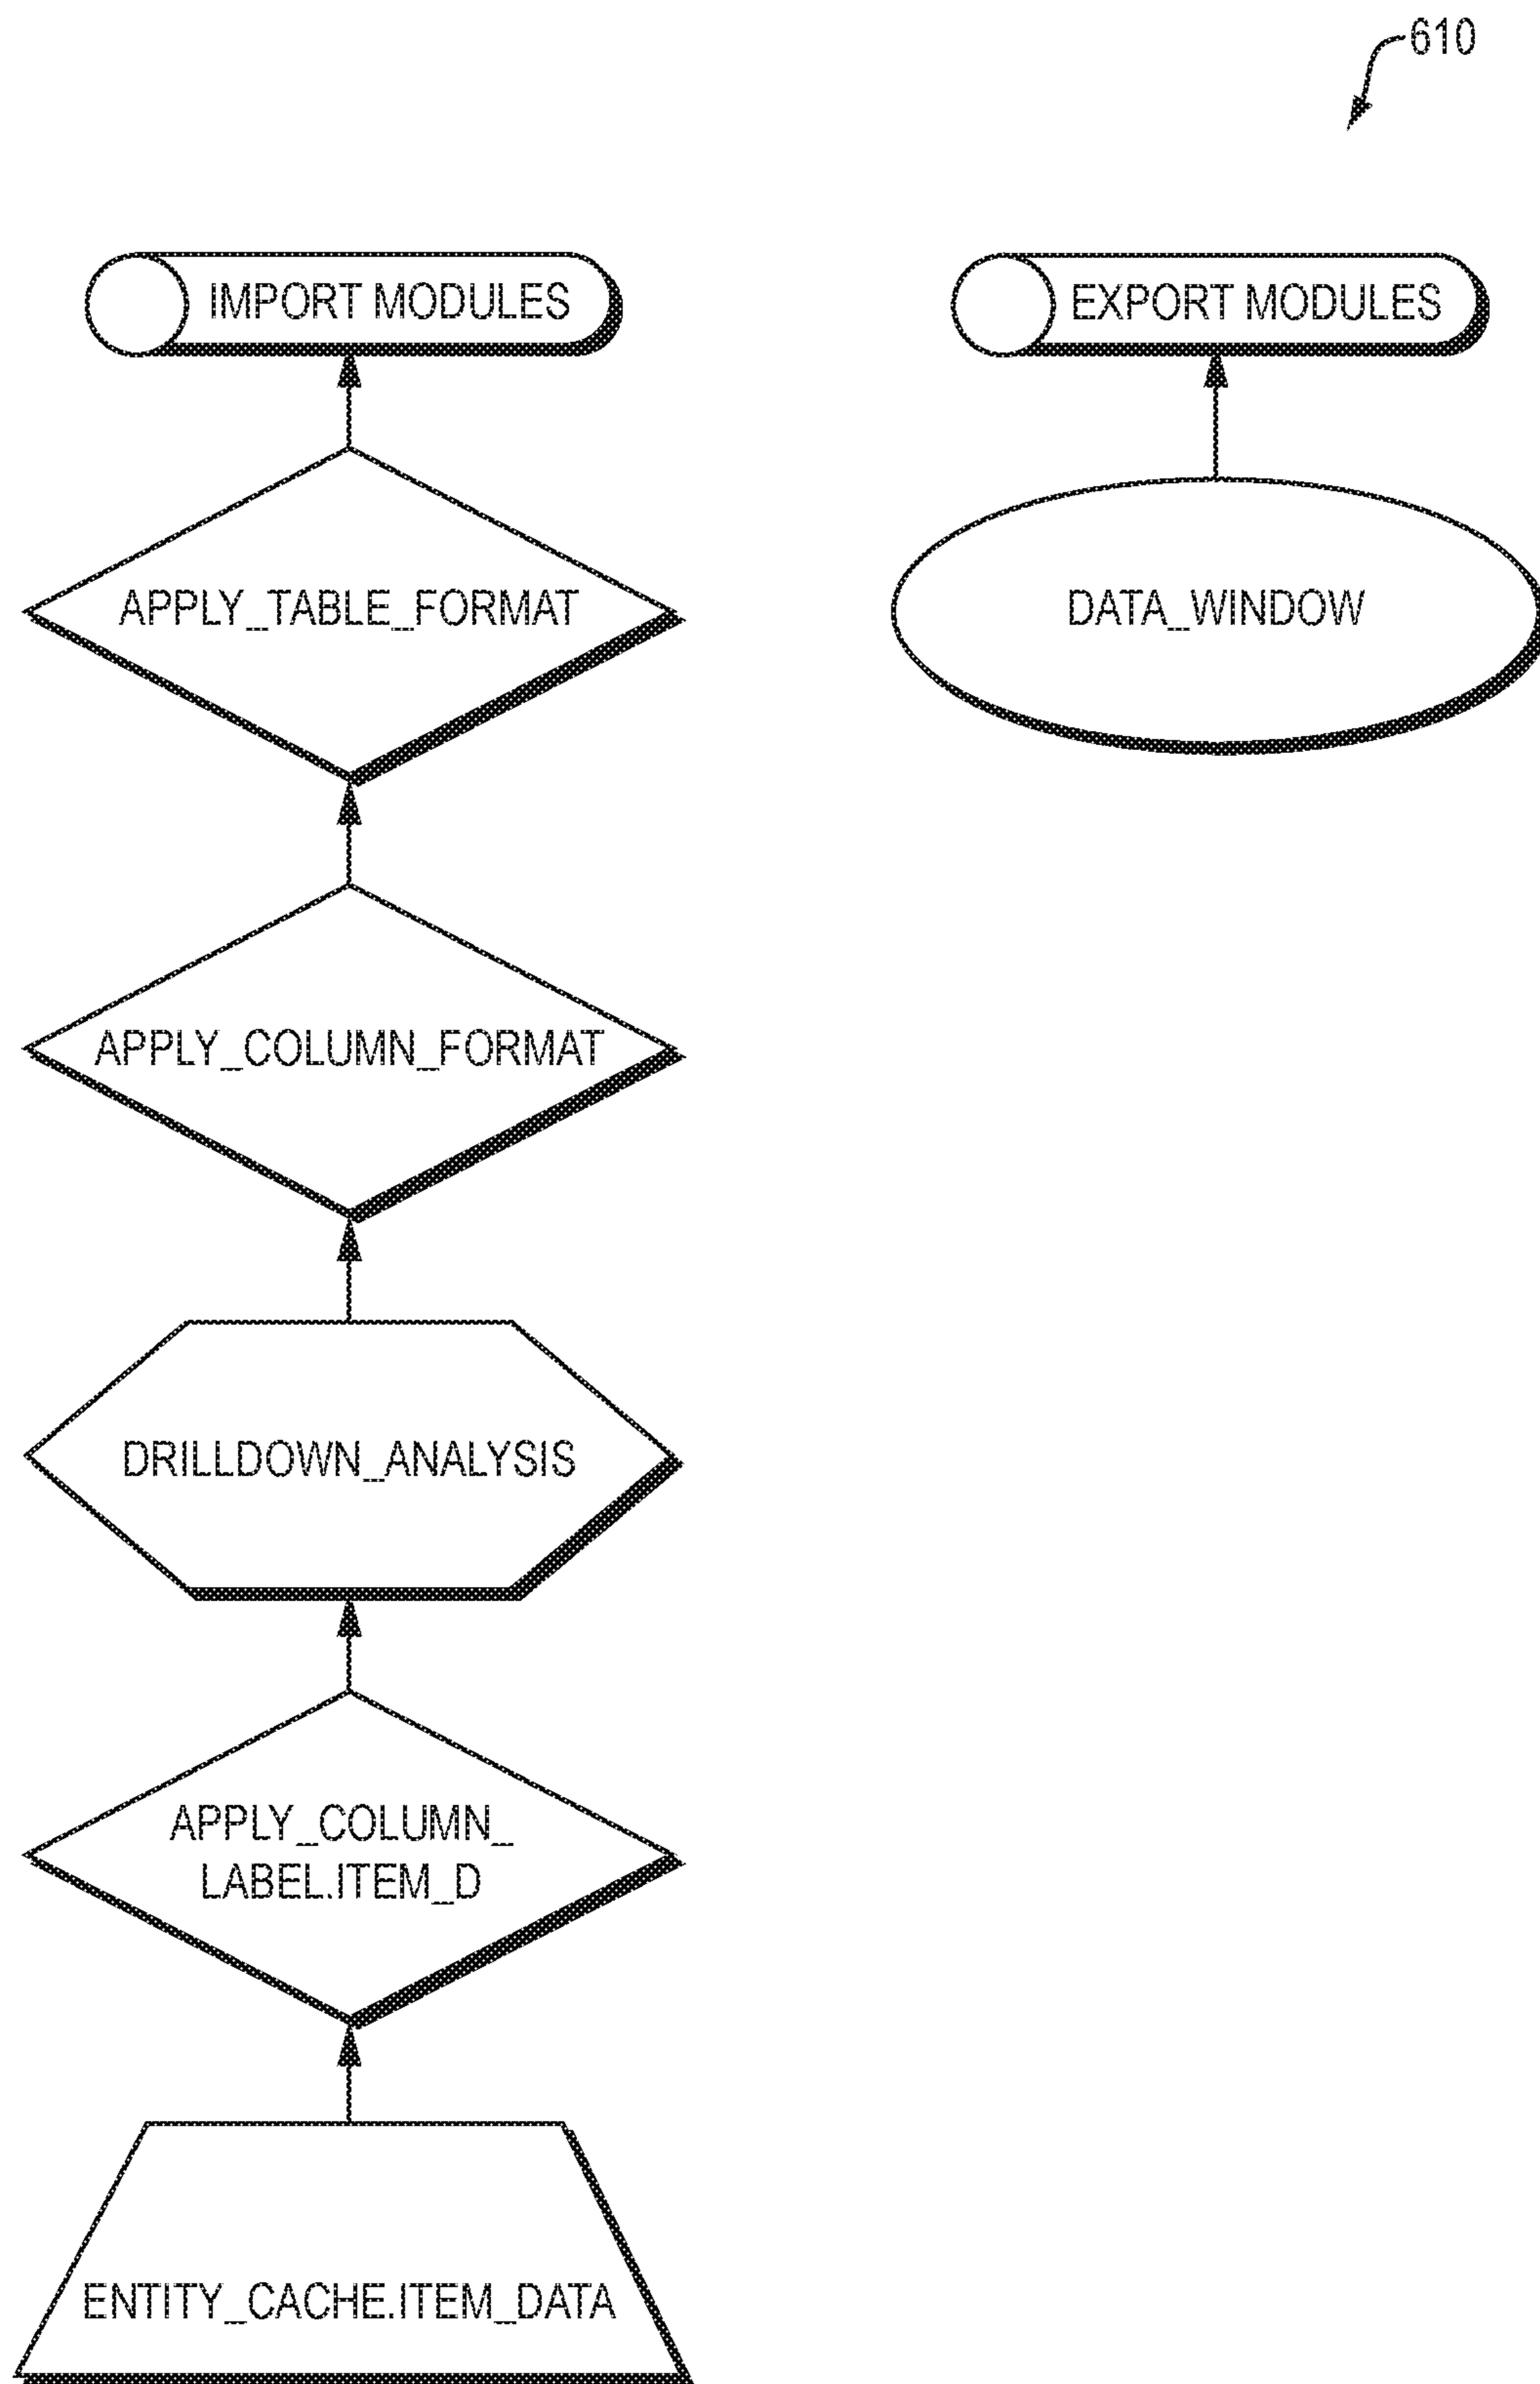 610
IMPORT MODULES
EXPORT MODULES
APPLY_TABLE_FORMAT
DATA_WINDOW
APPLY_COLUMN_FORMAT
DRILLDOWN_ANALYSIS
APPLY_COLUMN_
LABEL.ITEM_D
ENTITY_CACHE.ITEM_DATA